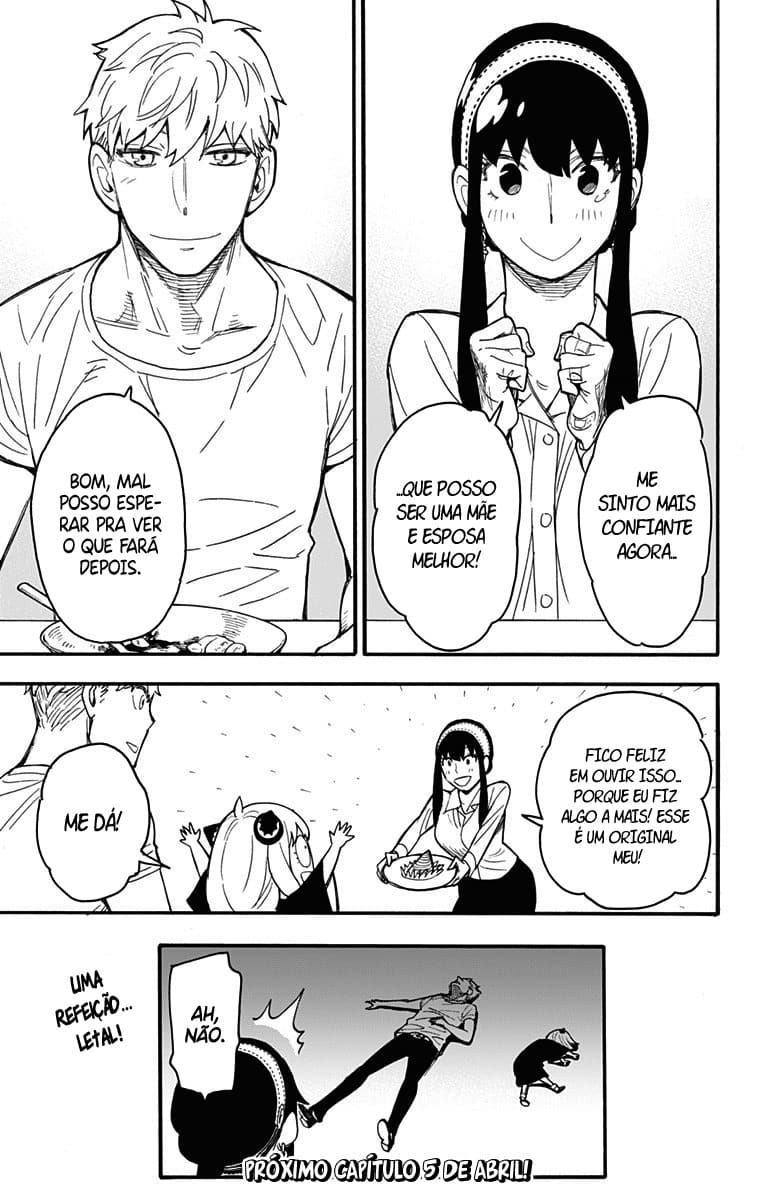 ME
SINTO MAIS
CONFIANTE
AGORA..
...QUE POSSO
SER UMA MÃE
E ESPOSA
MELHOR!
BOM, MAL
POSSO ESPE-
RAR PRA VER
O QUE FARÁ
DEPOIS.
FICO FELIZ
EM OUVIR ISSO..
PORQUE EU FIZ
ALGO A MAIS! ESSE
É UM ORIGINAL
MEU!
ME DÁ!
AH,
NÃO.
UMA
REFEIÇÃO...
LETAL!
PRÓXIMO CAPÍTULO 5 DE ABRIL!